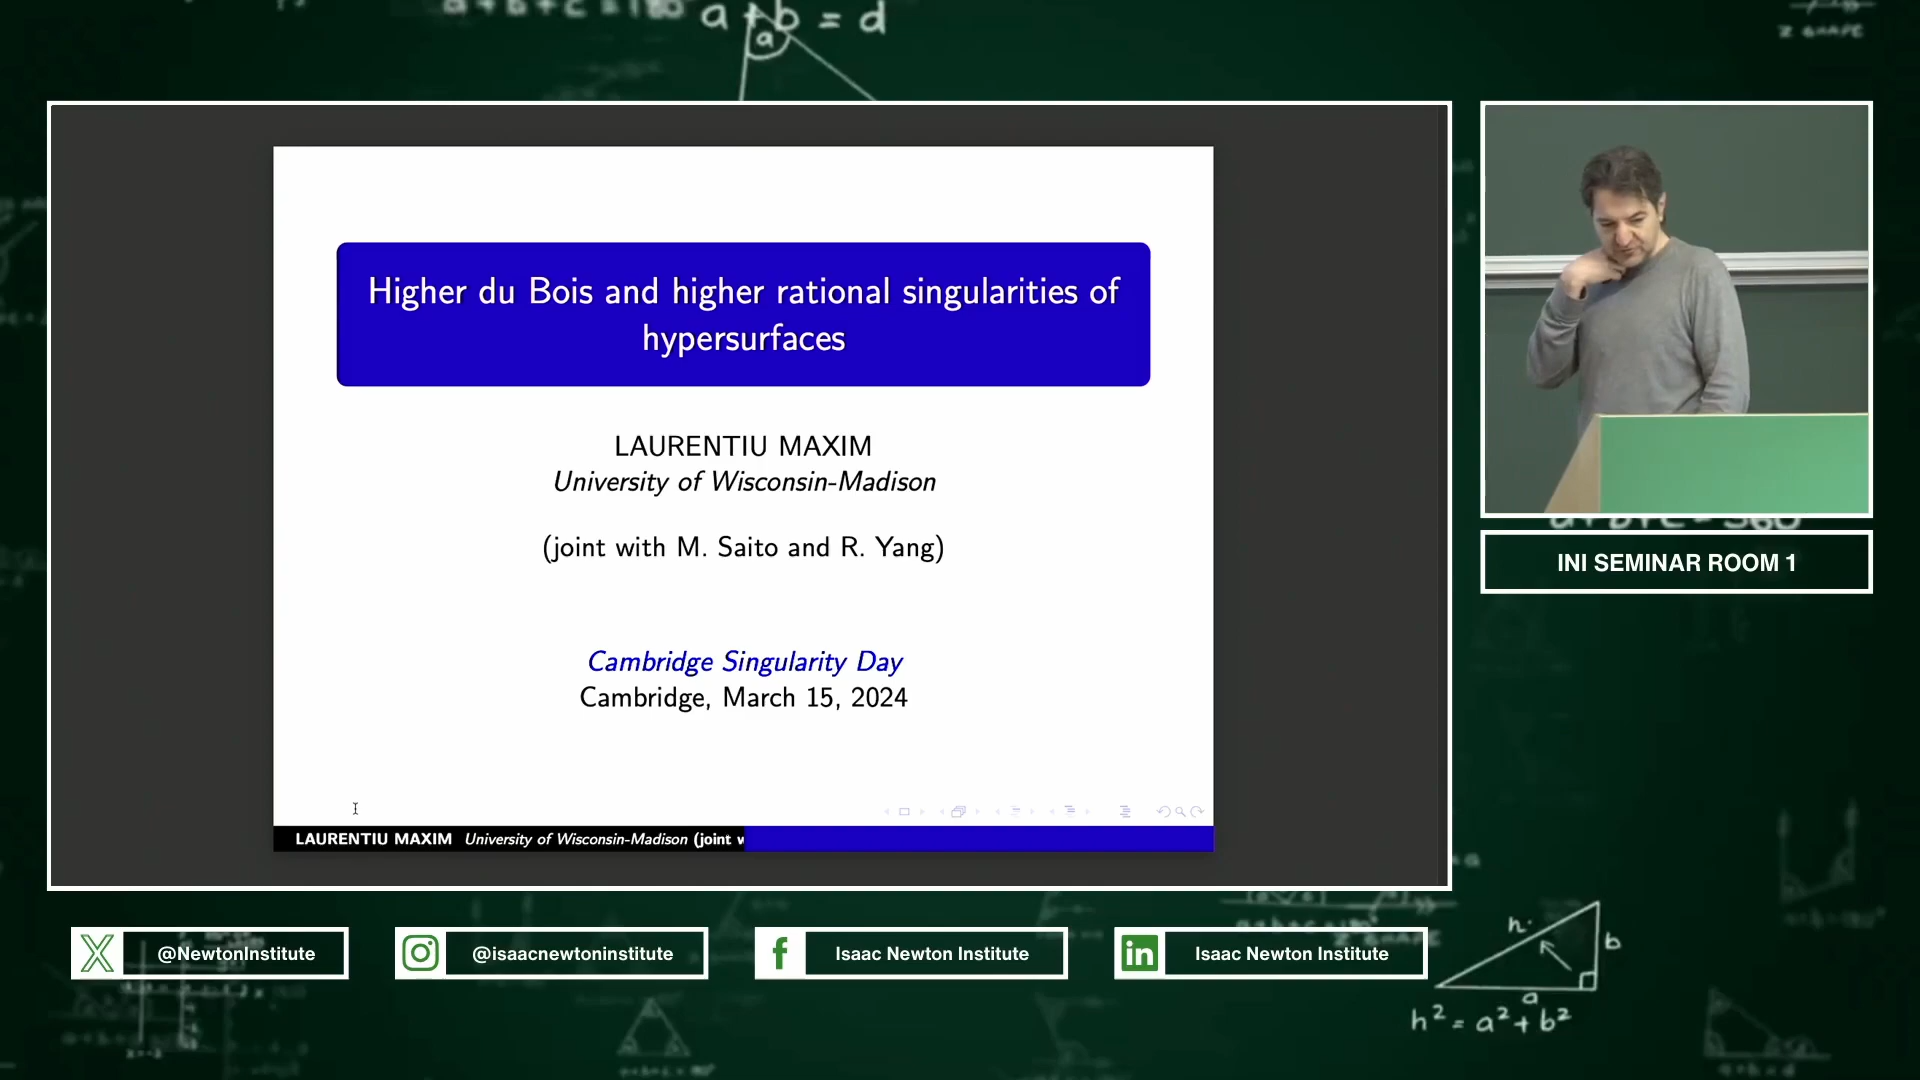 a + b + c = 180
a + b = d
a
Z SHAPE
Higher du Bois and higher rational singularities of
hypersurfaces
LAURENTIU MAXIM
University of Wisconsin-Madison
(joint with M. Saito and R. Yang)
Cambridge Singularity Day
Cambridge, March 15, 2024
LAURENTIU MAXIM University of Wisconsin-Madison (joint w
INI SEMINAR ROOM 1
@NewtonInstitute
@isaacnewtoninstitute
Isaac Newton Institute
Isaac Newton Institute
h
b
a
h² = a² + b²